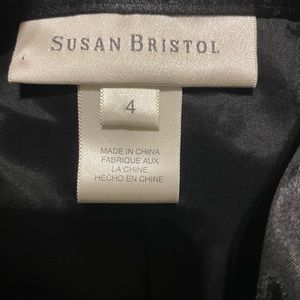 SUSAN BRISTOL
4
MADE IN CHINA
FABRIQUE AUX
LA CHINE
HECHO EN CHINE